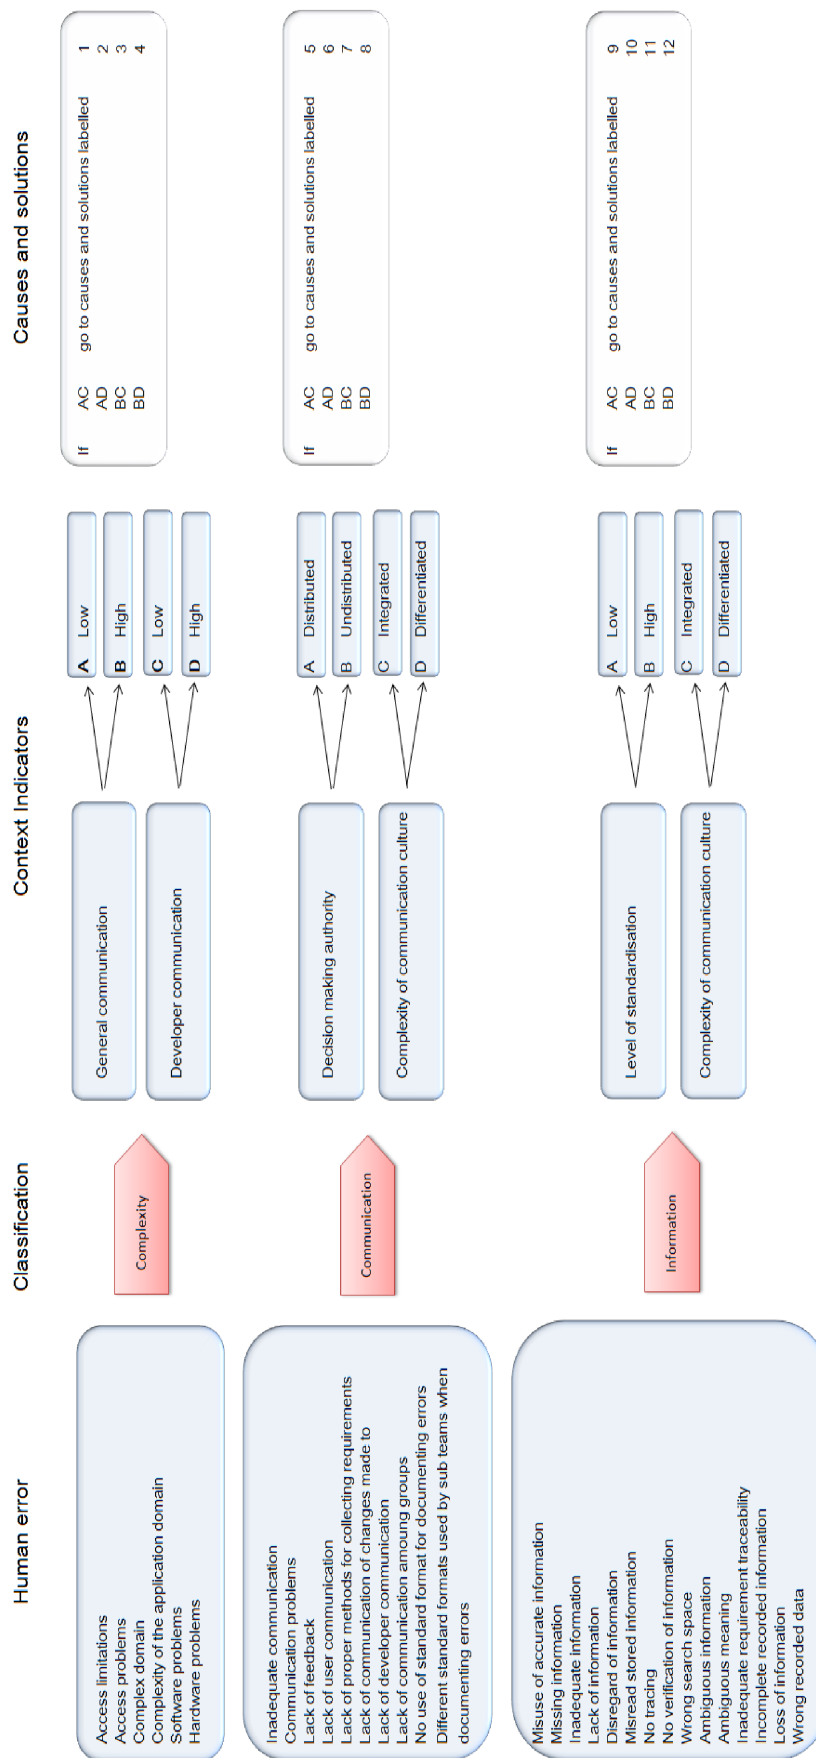 Human error
Classification
Context Indicators
Causes and solutions
Access limitations
Access problems
Complex domain
Complexity of the application domain
Software problems
Hardware problems
Complexity
General communication
Developer communication
A Low
B High
C Low
D High
If AC go to causes and solutions labelled 1
AD 2
BC 3
BD 4
Inadequate communication
Communication problems
Lack of feedback
Lack of user communication
Lack of proper methods for collecting requirements
Lack of communication of changes made to
Lack of developer communication
Lack of communication amoung groups
No use of standard format for documenting errors
Different standard formats used by sub teams when
documenting errors
Communication
Decision making authority
Complexity of communication culture
A Distributed
B Undistributed
C Integrated
D Differentiated
If AC go to causes and solutions labelled 5
AD 6
BC 7
BD 8
Misuse of accurate information
Missing information
Inadequate information
Lack of information
Disregard of information
Misread stored information
No tracing
No verification of information
Wrong search space
Ambiguous information
Ambiguous meaning
Inadequate requirement traceability
Incomplete recorded information
Loss of information
Wrong recorded data
Information
Level of standardisation
Complexity of communication culture
A Low
B High
C Integrated
D Differentiated
If AC go to causes and solutions labelled 9
AD 10
BC 11
BD 12